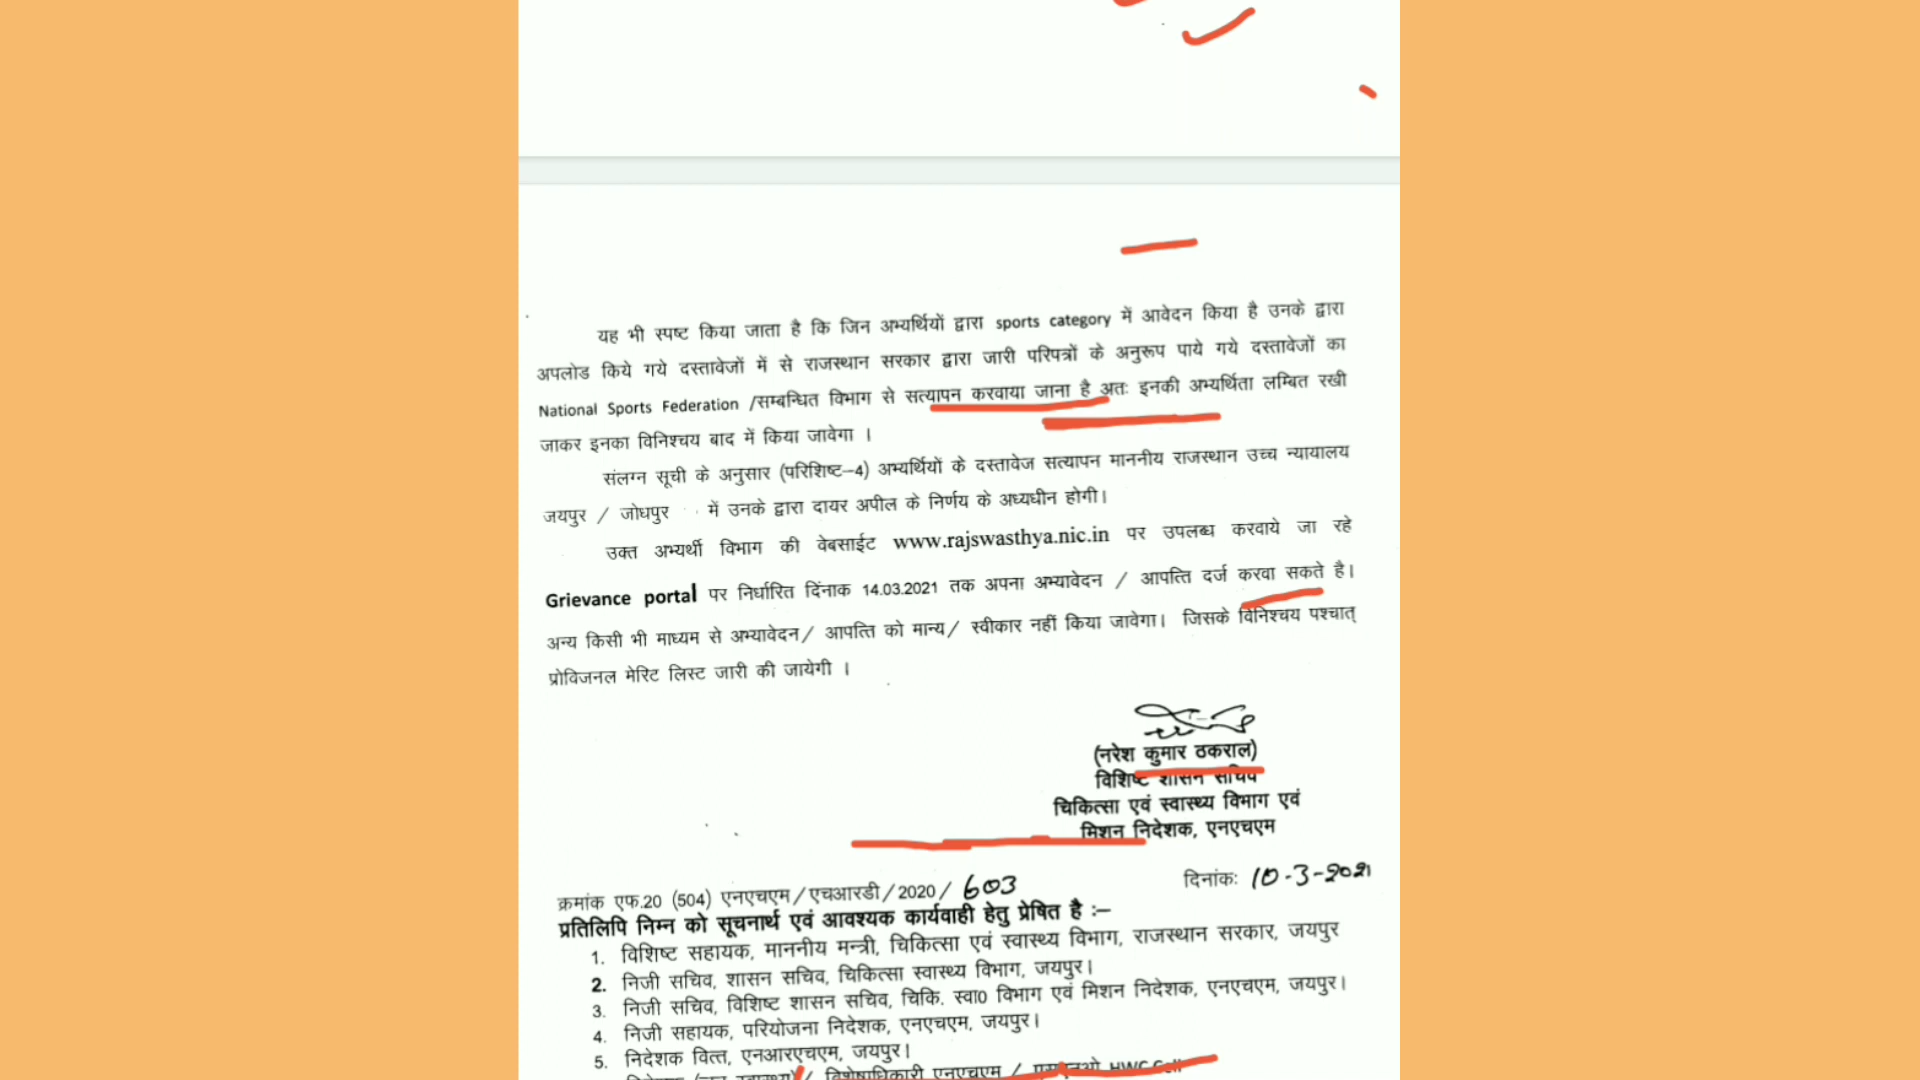 यह भी स्पष्ट किया जाता है कि जिन अभ्यर्थियों द्वारा sports category में आवेदन किया है उनके द्वारा
अपलोड किये गये दस्तावेजों में से राजस्थान सरकार द्वारा जारी परिपत्रों के अनुरूप पाये गये दस्तावेजों का
National Sports Federation /सम्बन्धित विभाग से सत्यापन करवाया जाना है अतः इनकी अभ्यर्थिता लम्बित रखी
जाकर इनका विनिश्चय बाद में किया जावेगा ।
संलग्न सूची के अनुसार (परिशिष्ट–4) अभ्यर्थियों के दस्तावेज सत्यापन माननीय राजस्थान उच्च न्यायालय
जयपुर / जोधपुर में उनके द्वारा दायर अपील के निर्णय के अध्यधीन होगी।
उक्त अभ्यर्थी विभाग की वेबसाईट www.rajswasthya.nic.in पर उपलब्ध करवाये जा रहे
Grievance portal पर निर्धारित दिंनाक 14.03.2021 तक अपना अभ्यावेदन / आपत्ति दर्ज करवा सकते है।
अन्य किसी भी माध्यम से अभ्यावेदन/ आपत्ति को मान्य/ स्वीकार नहीं किया जावेगा। जिसके विनिश्चय पश्चात्
प्रोविजनल मेरिट लिस्ट जारी की जायेगी ।
(नरेश कुमार ठकराल)
विशिष्ट शासन सचिव
चिकित्सा एवं स्वास्थ्य विभाग एवं
मिशन निदेशक, एनएचएम
क्रमांक एफ.20 (504) एनएचएम/एचआरडी/2020/ 603 दिनांकः 10-3-2021
प्रतिलिपि निम्न को सूचनार्थ एवं आवश्यक कार्यवाही हेतु प्रेषित है :–
1. विशिष्ट सहायक, माननीय मन्त्री, चिकित्सा एवं स्वास्थ्य विभाग, राजस्थान सरकार, जयपुर
2. निजी सचिव, शासन सचिव, चिकित्सा स्वास्थ्य विभाग, जयपुर।
3. निजी सचिव, विशिष्ट शासन सचिव, चिकि. स्वा0 विभाग एवं मिशन निदेशक, एनएचएम, जयपुर।
4. निजी सहायक, परियोजना निदेशक, एनएचएम, जयपुर।
5. निदेशक वित्त, एनआरएचएम, जयपुर।
विशेषाधिकारी एनएचएम / HWC Cell